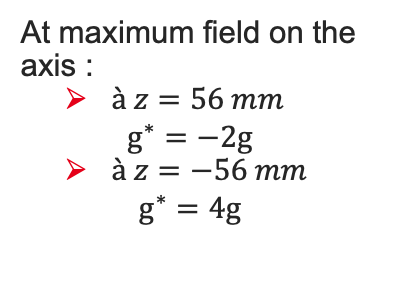 At maximum field on the
axis :
➢ à z = 56 mm
g* = −2g
➢ à z = −56 mm
g* = 4g